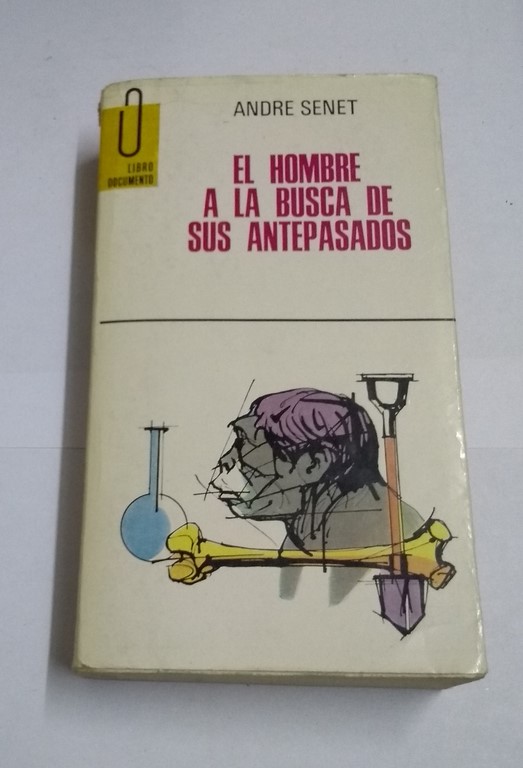 ANDRE SENET
LIBRO
DOCUMENTO
EL HOMBRE
A LA BUSCA DE
SUS ANTEPASADOS